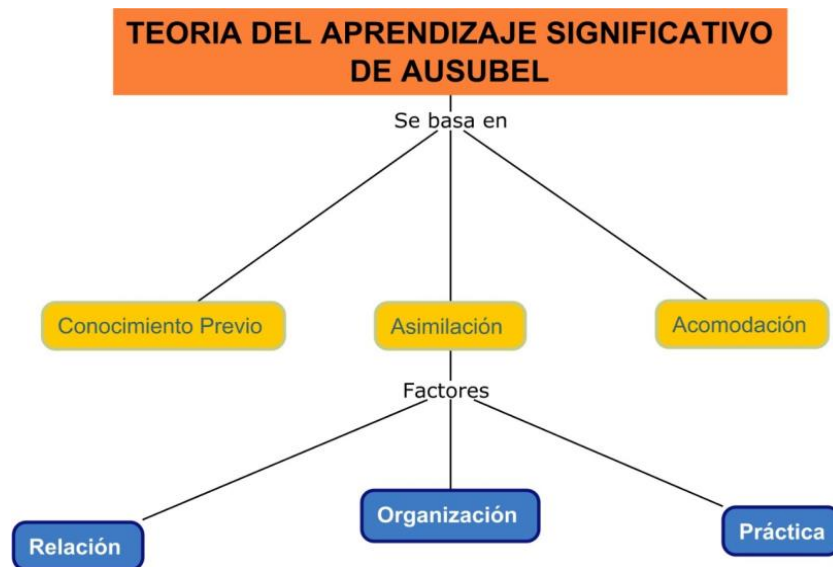 TEORIA DEL APRENDIZAJE SIGNIFICATIVO
DE AUSUBEL
Se basa en
Conocimiento Previo
Asimilación
Acomodación
Factores
Relación
Organización
Práctica